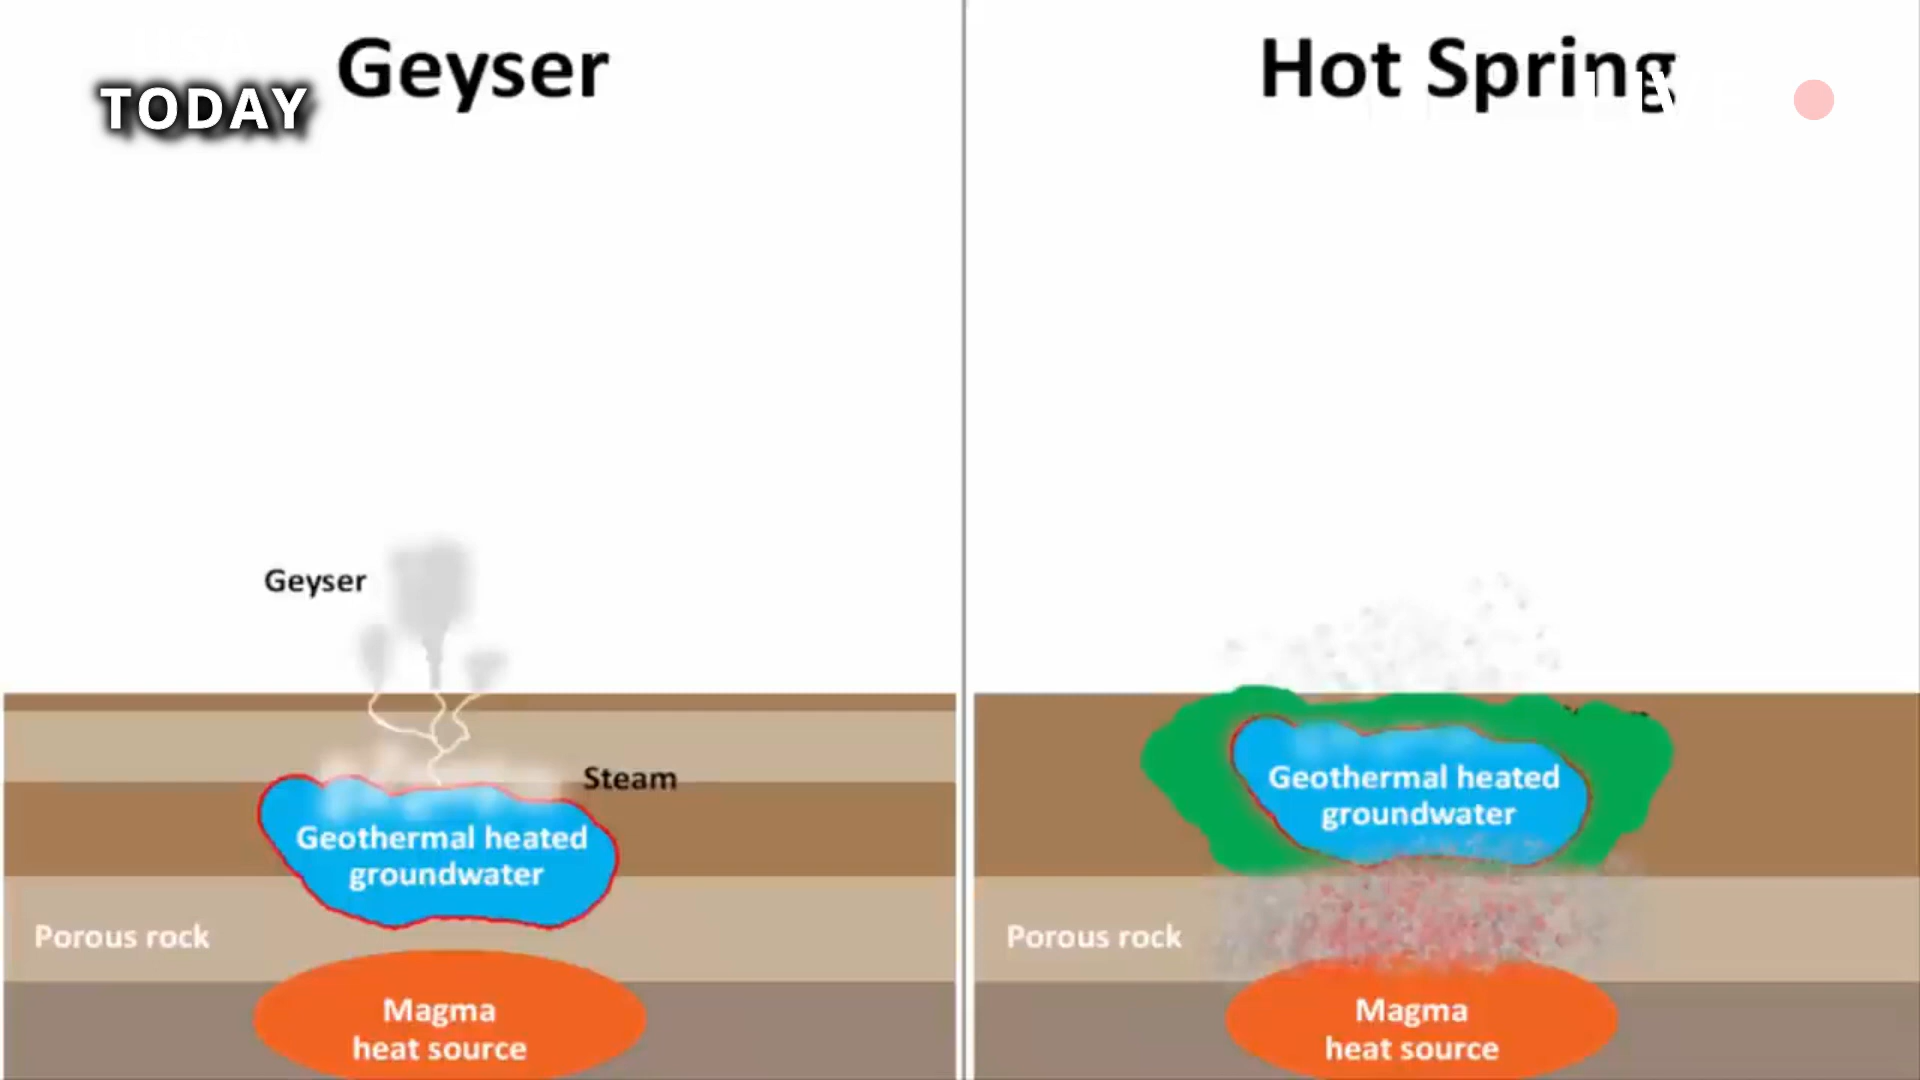 Geyser
TODAY
Geyser
Steam
Geothermal heated
groundwater
Porous rock
Magma
heat source
Hot Spring
Geothermal heated
groundwater
Porous rock
Magma
heat source